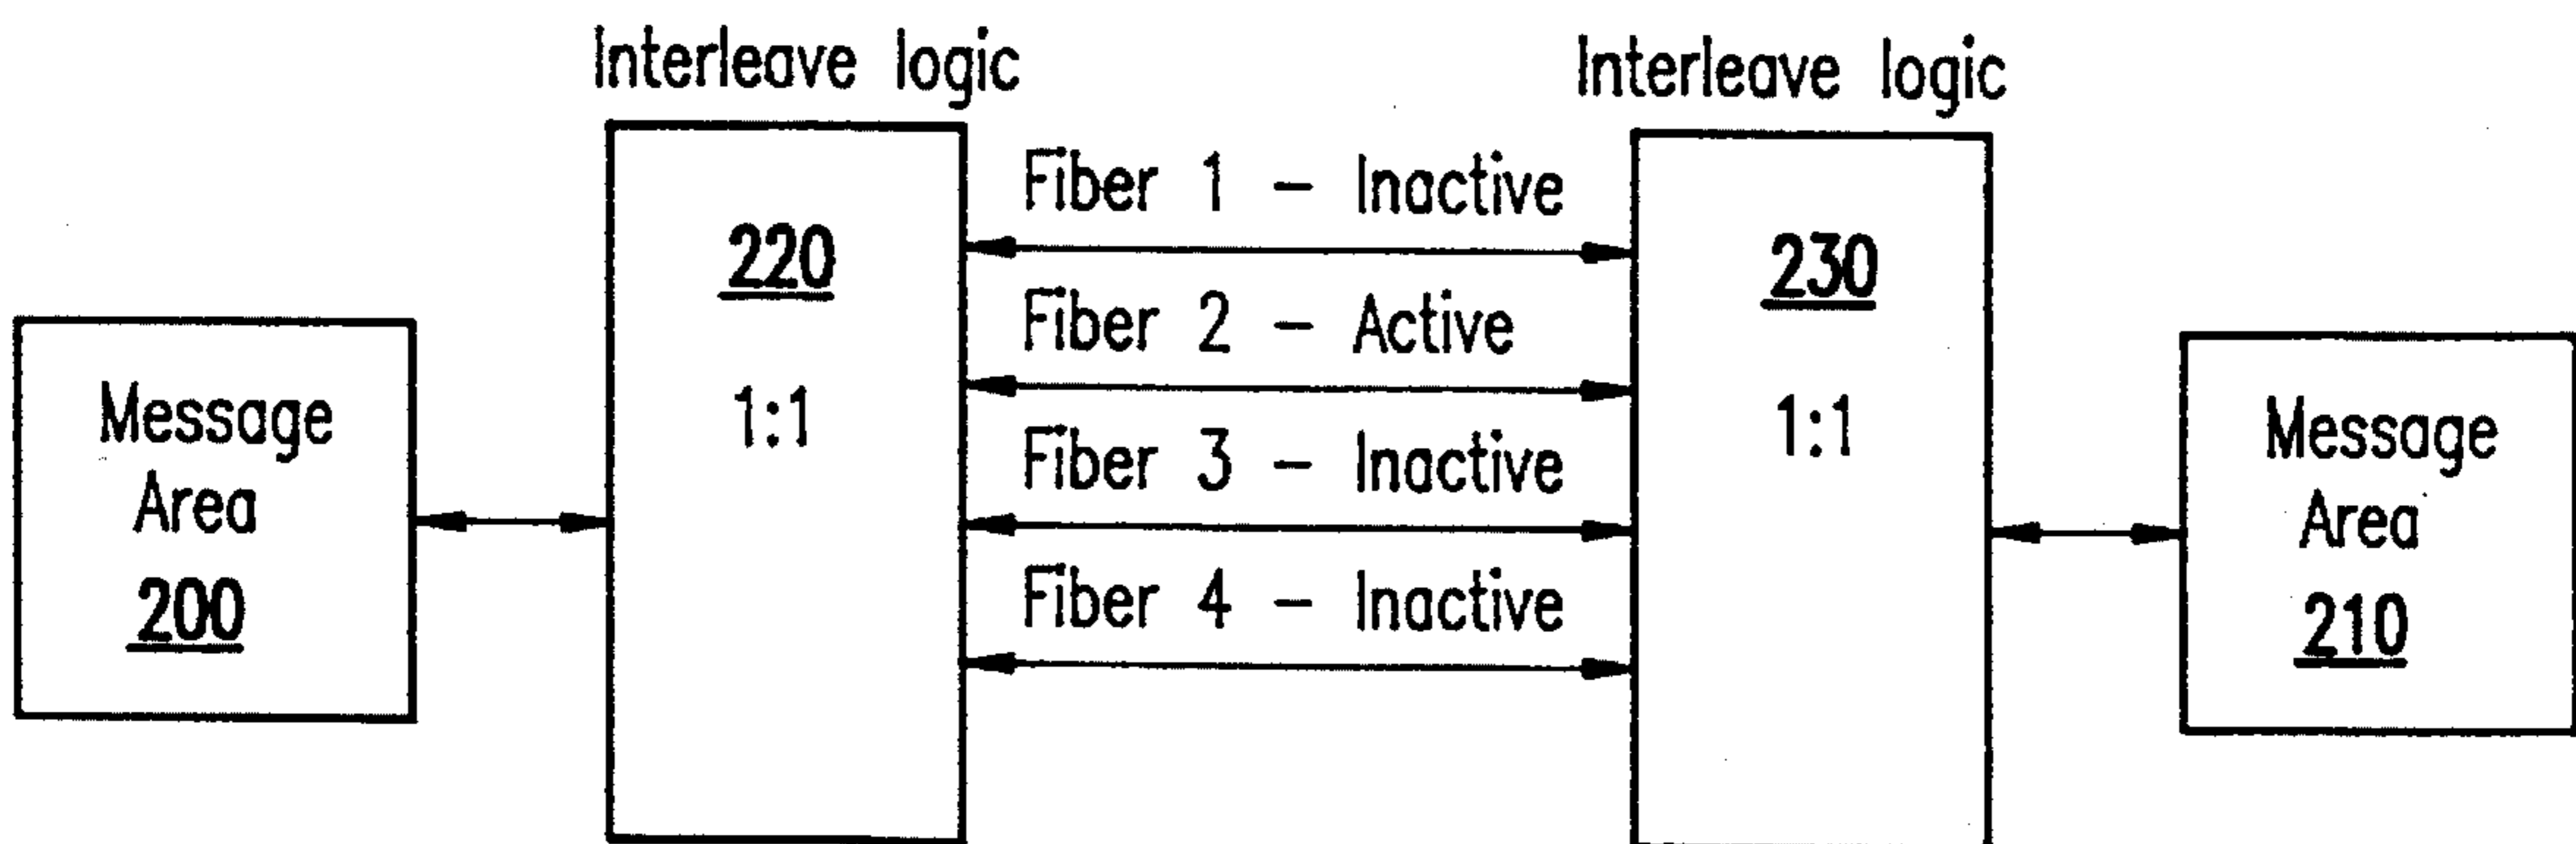 Interleave logic
Interleave logic
Fiber 1 – Inactive
220
230
Fiber 2 – Active
1:1
1:1
Message
Area
200
Fiber 3 – Inactive
Fiber 4 – Inactive
Message
Area
210